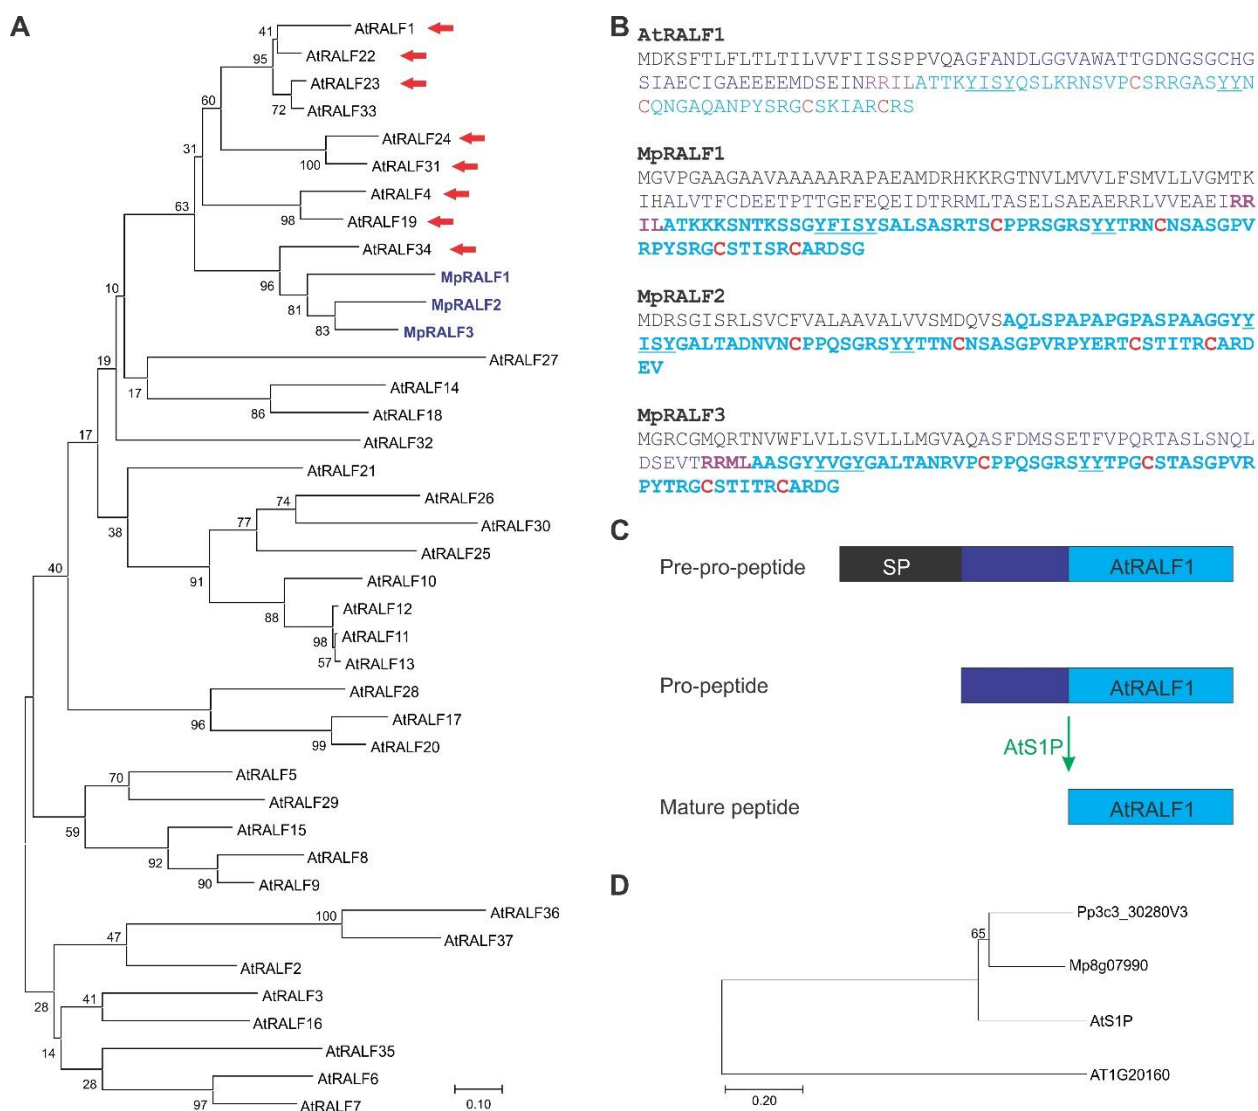 A
AtRALF1
41
AtRALF22
95
AtRALF23
60
72
AtRALF33
AtRALF24
31
100
AtRALF31
AtRALF4
63
98
AtRALF19
AtRALF34
96
MpRALF1
10
81
MpRALF2
83
MpRALF3
19
AtRALF27
17
AtRALF14
86
AtRALF18
17
AtRALF32
AtRALF21
74
AtRALF26
77
AtRALF30
38
AtRALF25
91
40
AtRALF10
88
AtRALF12
98
AtRALF11
57
AtRALF13
AtRALF28
96
AtRALF17
99
AtRALF20
70
AtRALF5
AtRALF29
59
AtRALF15
92
AtRALF8
90
AtRALF9
100
AtRALF36
47
AtRALF37
AtRALF2
28
41
AtRALF3
AtRALF16
14
AtRALF35
28
AtRALF6
97
AtRALF7
0.10
B
AtRALF1
MDKSFTLFLTLTILVVFIISSPPVQAGFANDLGGVAWATTGDNGSGCHG
SIAECIGAEEEEMDSEINRRILATTKYISYQSLKRNSVPCSRRGASYYN
CQNGAQANPYSRGCSKIARCRS
MpRALF1
MGVPGAAGAAVAAAAARAPAEAMDRHKKRGTNVLMVVLFSMVLLVGMTK
IHALVTFCDEETPTTGEFEQEIDTRRMLTASELSAEAERRLVVEAEIRR
ILATKKKSNTKSSGYFISYSALSASRTSCPPRSGRSYYTRNCNSASGPV
RPYSRGCSTISRCARDSG
MpRALF2
MDRSGISRLSVCFVALAAVALVVSMDQVSAQLSPAPAPGPASPAAGGYY
ISYGALTADNVNCPPQSGRSYYTTNCNSASGPVRPYERTCSTITRCARD
EV
MpRALF3
MGRCGMQRTNVWFLVLLSVLLLMGVAQASFDMSSETFVPQRTASLSNQL
DSEVTRRMLAASGYYVGYGALTANRVPCPPQSGRSYYTPGCSTASGPVR
PYTRGCSTITRCARDG
C
Pre-pro-peptide
SP
AtRALF1
Pro-peptide
AtRALF1
AtS1P
Mature peptide
AtRALF1
D
Pp3c3_30280V3
65
Mp8g07990
AtS1P
AT1G20160
0.20